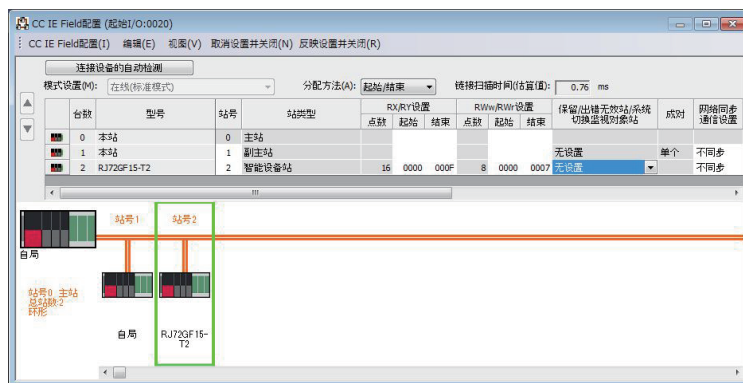 CC IE Field配置 (起始I/O:0020)
CC IE Field配置(I) 编辑(E) 视图(V) 取消设置并关闭(N) 反映设置并关闭(R)
连接设备的自动检测
模式设置(M): 在线(标准模式) 分配方法(A): 起始/结束 链接扫描时间(估算值): 0.76 ms
台数 型号 站号 站类型 RX/RY设置 RWw/RWr设置 保留/出错无效站/系统切换监视对象站 成对 网络同步通信设置
点数 起始 结束 点数 起始 结束
0 本站 0 主站
1 本站 1 副主站 无设置 单个 不同步
2 RJ72GF15-T2 2 智能设备站 16 0000 000F 8 0000 0007 无设置 不同步
站号1 站号2
自局
站号0 主站
总站数:2
环形
自局 RJ72GF15-
T2